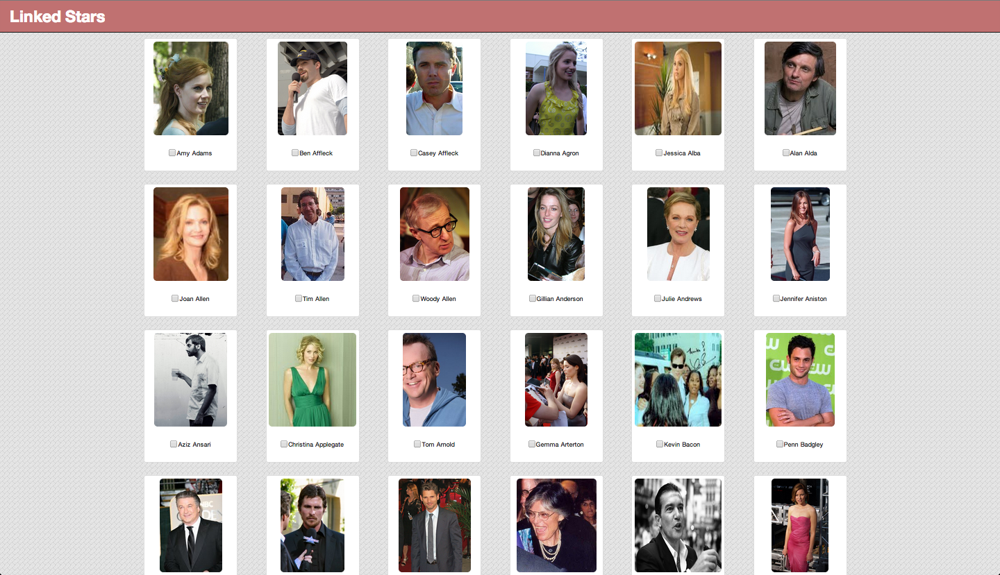 Linked Stars
Amy Adams
Ben Affleck
Casey Affleck
Dianna Agron
Jessica Alba
Alan Alda
Joan Allen
Tim Allen
Woody Allen
Gillian Anderson
Julie Andrews
Jennifer Aniston
Aziz Ansari
Christina Applegate
Tom Arnold
Gemma Arterton
Kevin Bacon
Penn Badgley